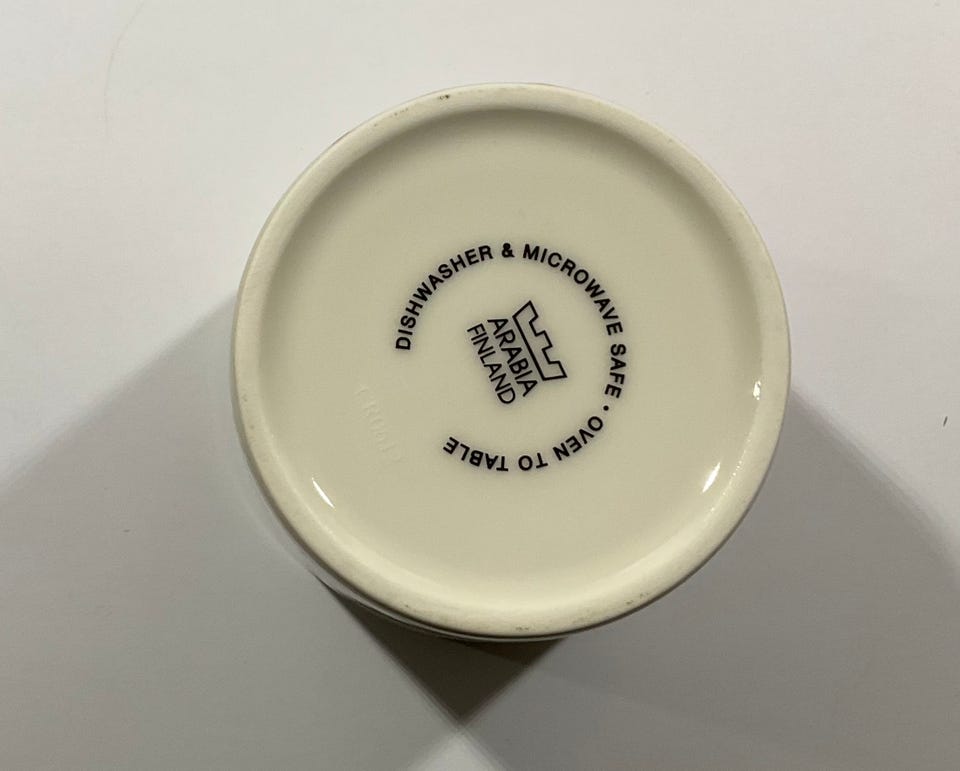 DISHWASHER & MICROWAVE SAFE · OVEN TO TABLE
ARABIA
FINLAND